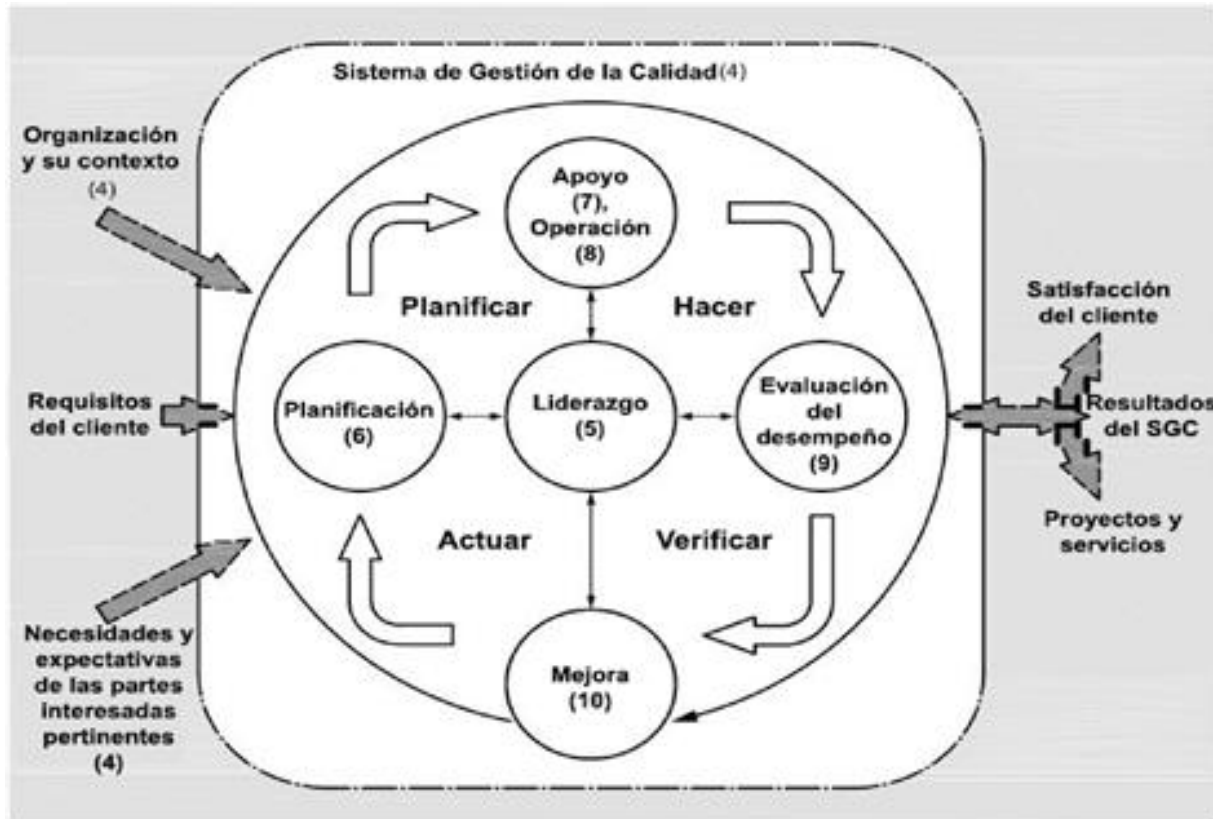 Sistema de Gestión de la Calidad(4)
Organización
y su contexto
(4)
Requisitos
del cliente
Necesidades y
expectativas
de las partes
interesadas
pertinentes
(4)
Apoyo
(7),
Operación
(8)
Planificar
Hacer
Planificación
(6)
Liderazgo
(5)
Evaluación
del
desempeño
(9)
Actuar
Verificar
Mejora
(10)
Satisfacción
del cliente
Resultados
del SGC
Proyectos y
servicios